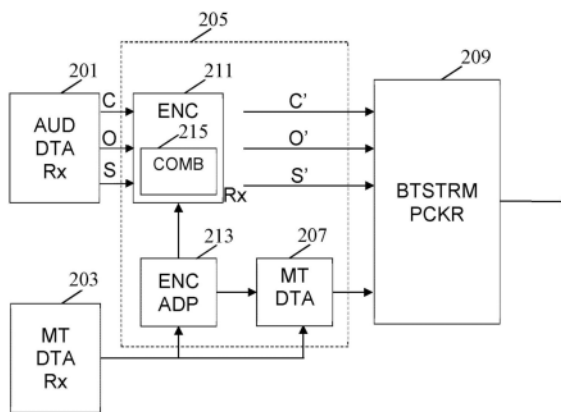 205
201
211
209
C
ENC
C'
AUD
DTA
Rx
O
215
O'
COMB
S
S'
Rx
BTSTRM
PCKR
213
207
203
ENC
ADP
MT
DTA
MT
DTA
Rx